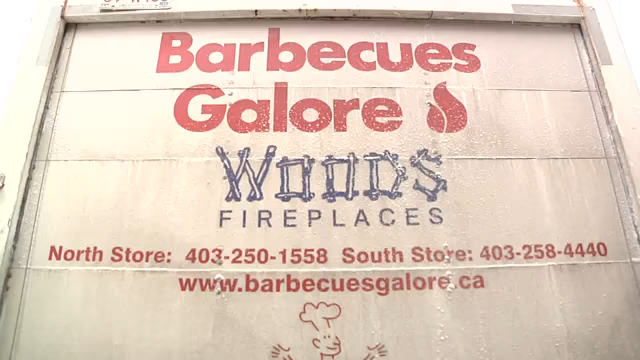 Barbecues
Galore
WOODS
FIREPLACES
North Store: 403-250-1558 South Store: 403-258-4440
www.barbecuesgalore.ca